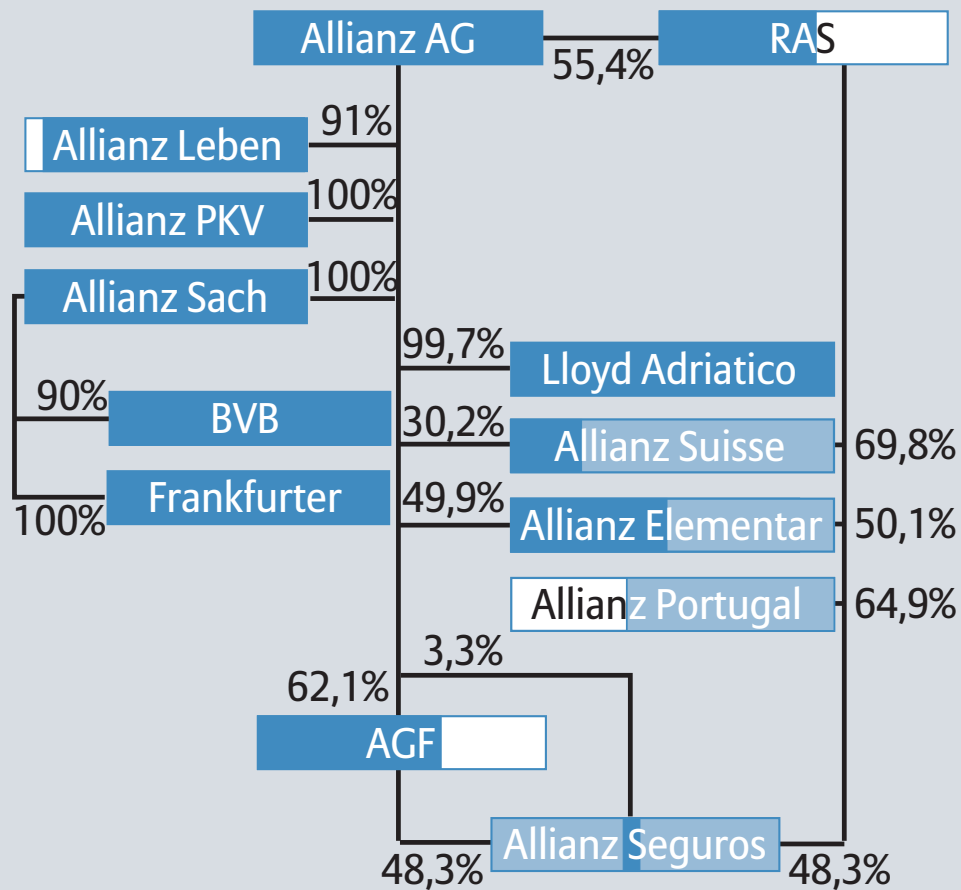 Allianz AG
RAS
55,4%
91%
Allianz Leben
100%
Allianz PKV
100%
Allianz Sach
99,7%
Lloyd Adriatico
90%
BVB
30,2%
Allianz Suisse
69,8%
Frankfurter
100%
49,9%
Allianz Elementar
50,1%
Allianz Portugal
64,9%
3,3%
62,1%
AGF
Allianz Seguros
48,3%
48,3%